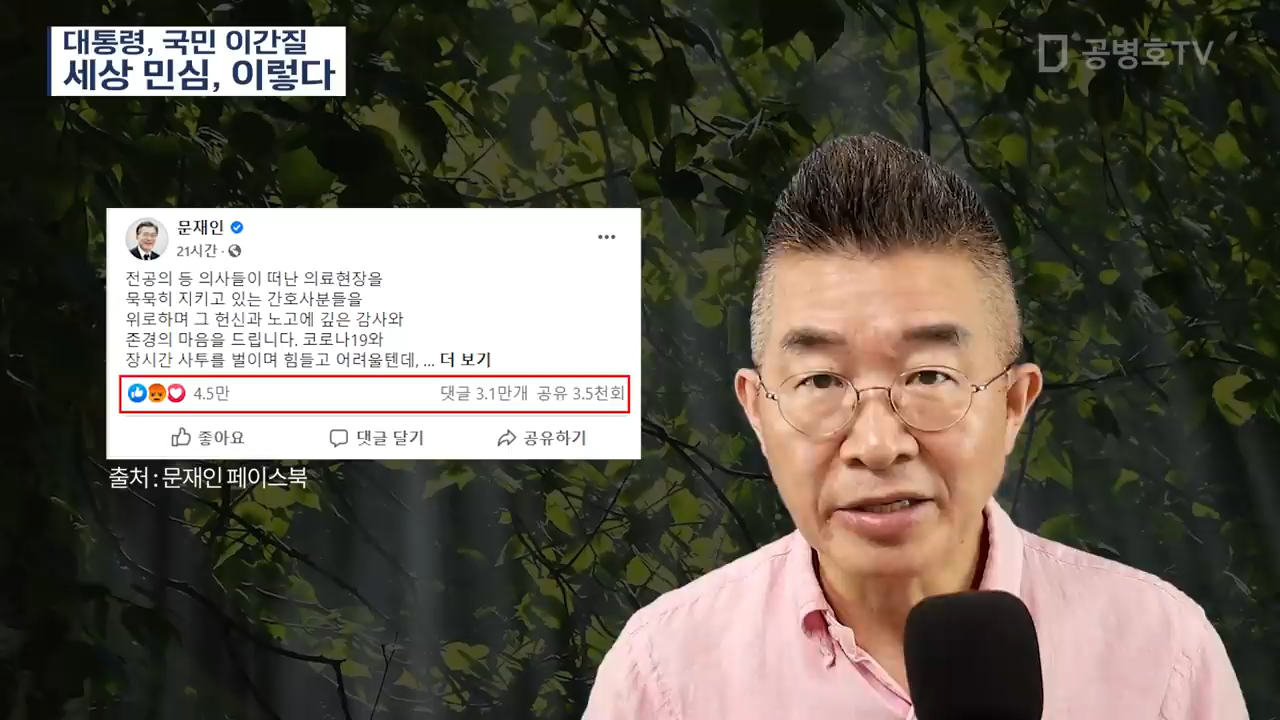 대통령, 국민 이간질
세상 민심, 이렇다
공병호TV
문재인
21시간 ·
전공의 등 의사들이 떠난 의료현장을
묵묵히 지키고 있는 간호사분들을
위로하며 그 헌신과 노고에 깊은 감사와
존경의 마음을 드립니다. 코로나19와
장시간 사투를 벌이며 힘들고 어려울텐데, ... 더 보기
4.5만 댓글 3.1만개 공유 3.5천회
좋아요 댓글 달기 공유하기
출처 : 문재인 페이스북